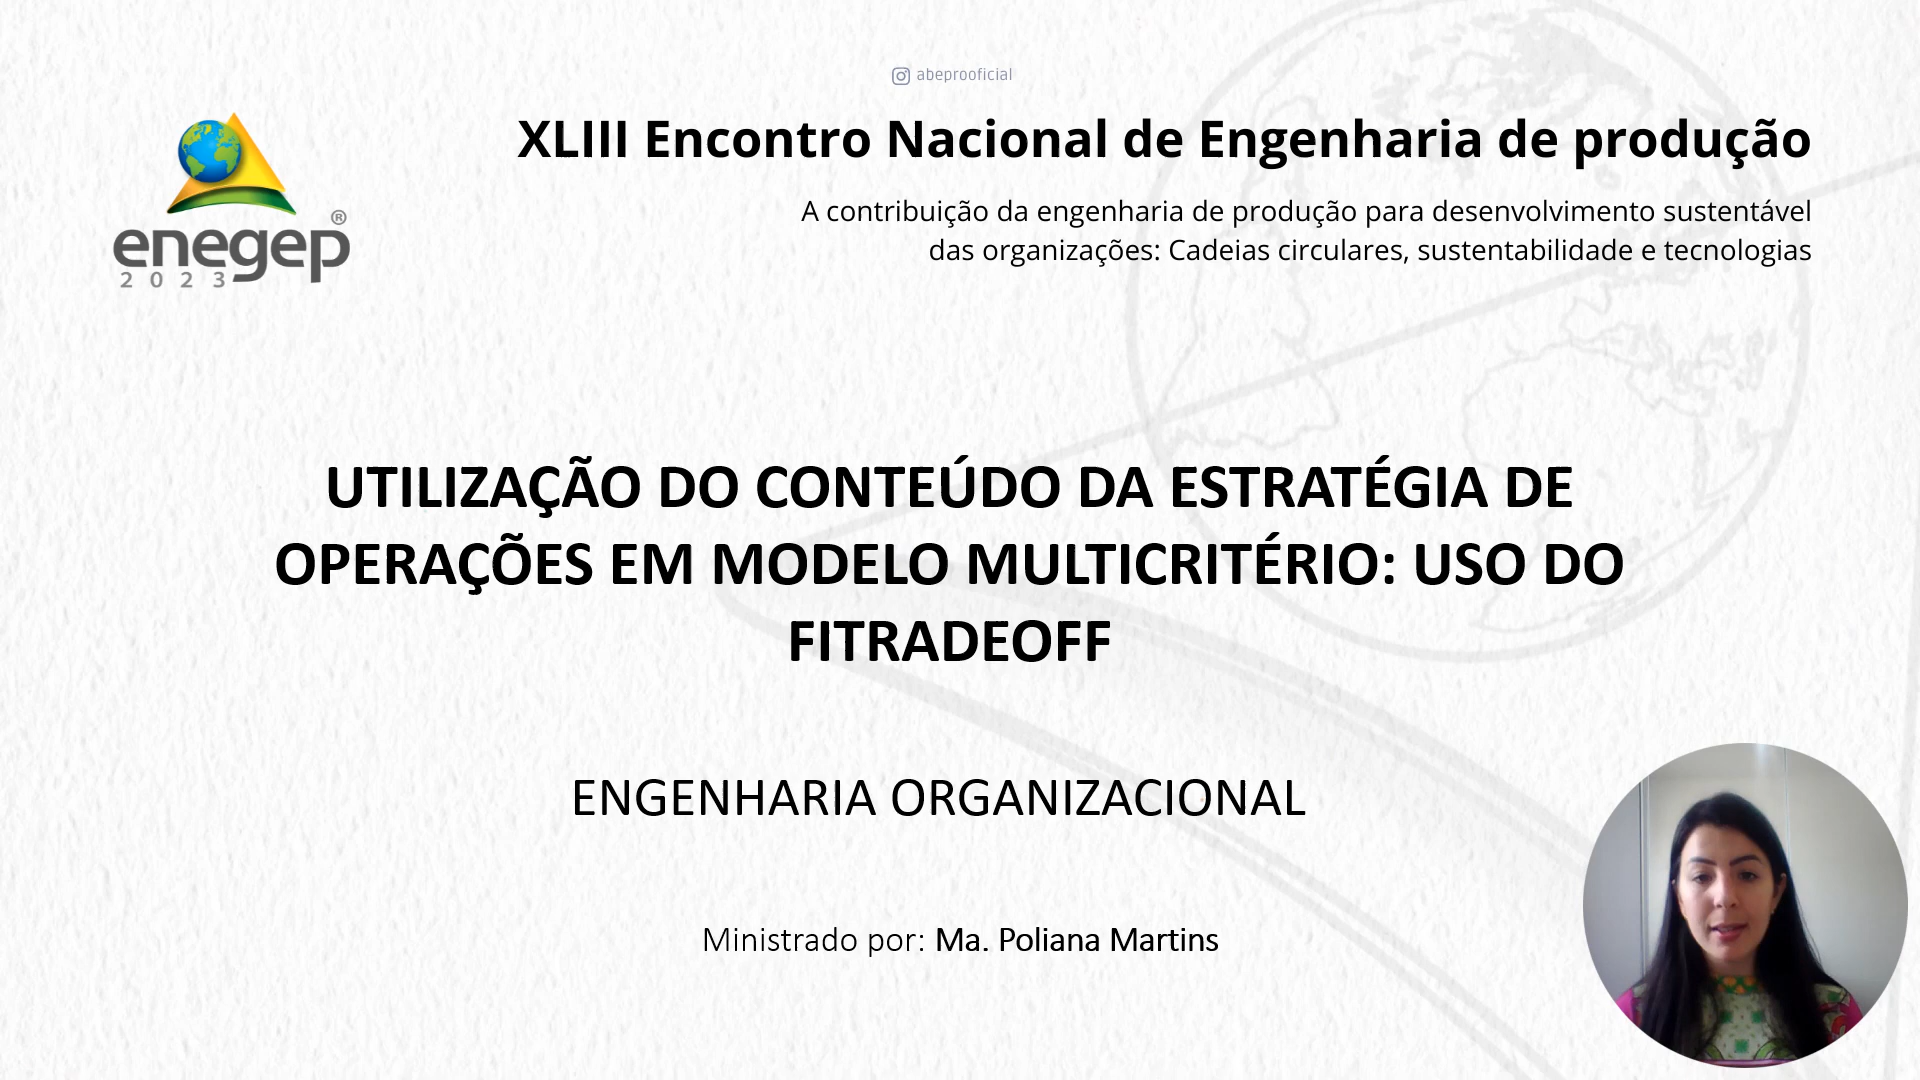 abeprooficial
XLIII Encontro Nacional de Engenharia de produção
A contribuição da engenharia de produção para desenvolvimento sustentável
das organizações: Cadeias circulares, sustentabilidade e tecnologias
enegep®
2023
UTILIZAÇÃO DO CONTEÚDO DA ESTRATÉGIA DE
OPERAÇÕES EM MODELO MULTICRITÉRIO: USO DO
FITRADEOFF
ENGENHARIA ORGANIZACIONAL
Ministrado por: Ma. Poliana Martins